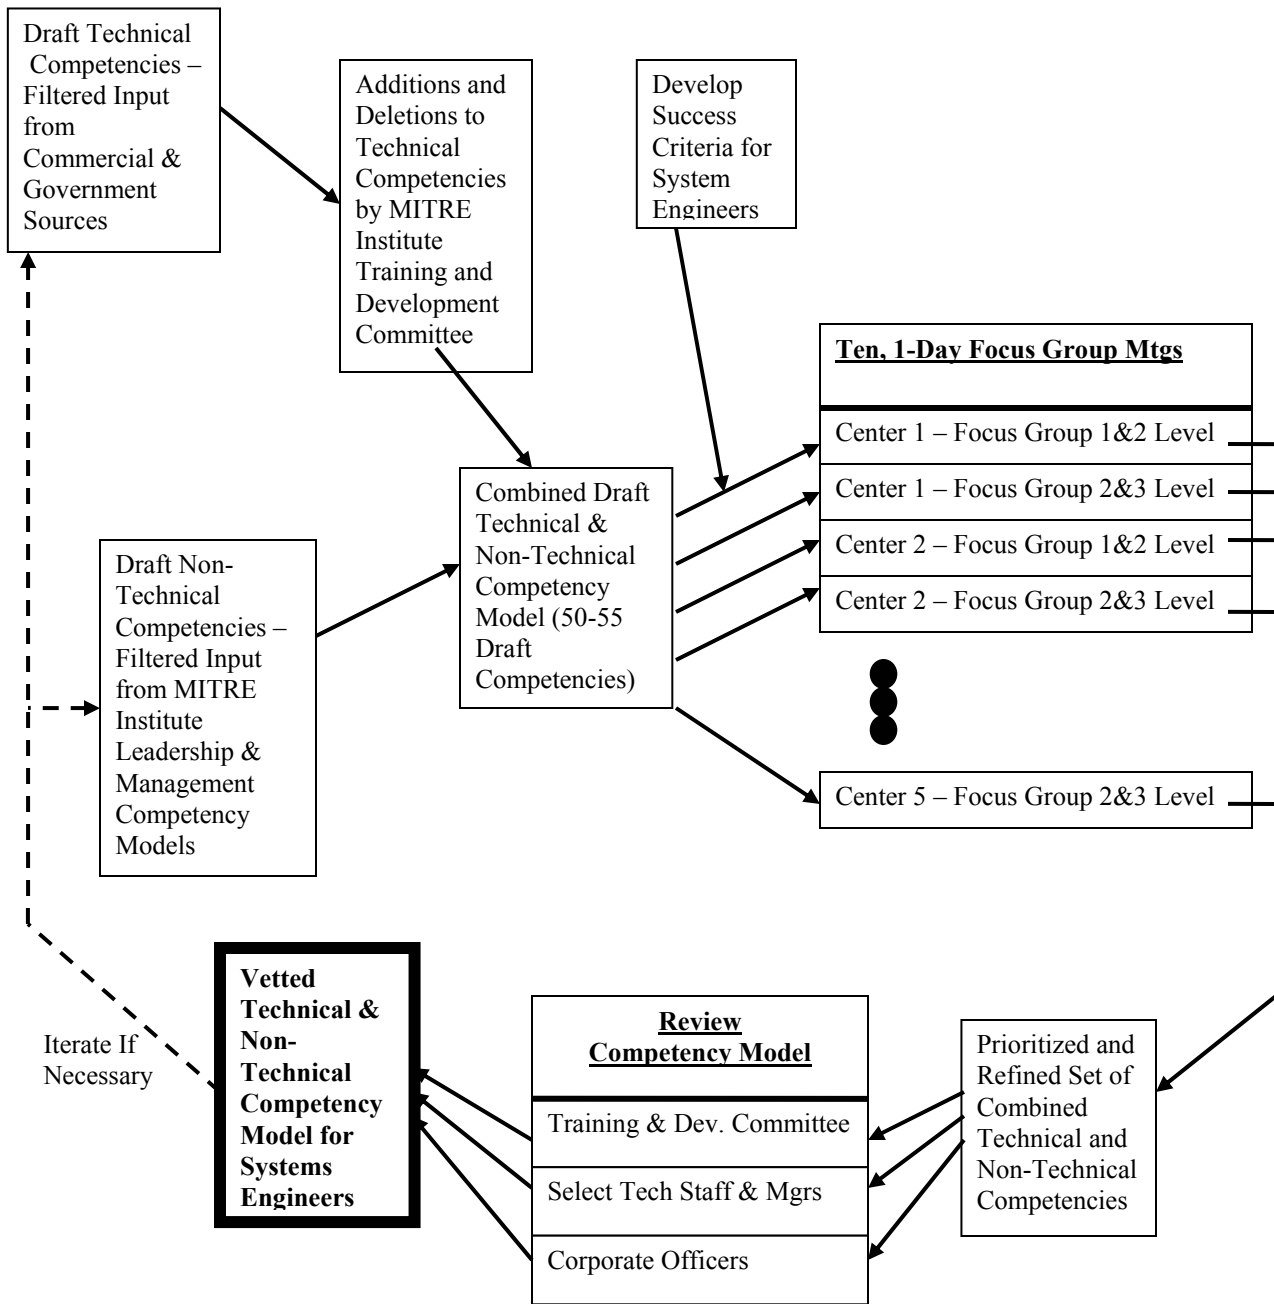 Draft Technical
Competencies –
Filtered Input
from
Commercial &
Government
Sources
Additions and
Deletions to
Technical
Competencies
by MITRE
Institute
Training and
Development
Committee
Develop
Success
Criteria for
System
Engineers
Ten, 1-Day Focus Group Mtgs
Center 1 – Focus Group 1&2 Level
Center 1 – Focus Group 2&3 Level
Center 2 – Focus Group 1&2 Level
Center 2 – Focus Group 2&3 Level
Center 5 – Focus Group 2&3 Level
Combined Draft
Technical &
Non-Technical
Competency
Model (50-55
Draft
Competencies)
Draft Non-
Technical
Competencies –
Filtered Input
from MITRE
Institute
Leadership &
Management
Competency
Models
Iterate If
Necessary
Vetted
Technical &
Non-
Technical
Competency
Model for
Systems
Engineers
Review
Competency Model
Training & Dev. Committee
Select Tech Staff & Mgrs
Corporate Officers
Prioritized and
Refined Set of
Combined
Technical and
Non-Technical
Competencies